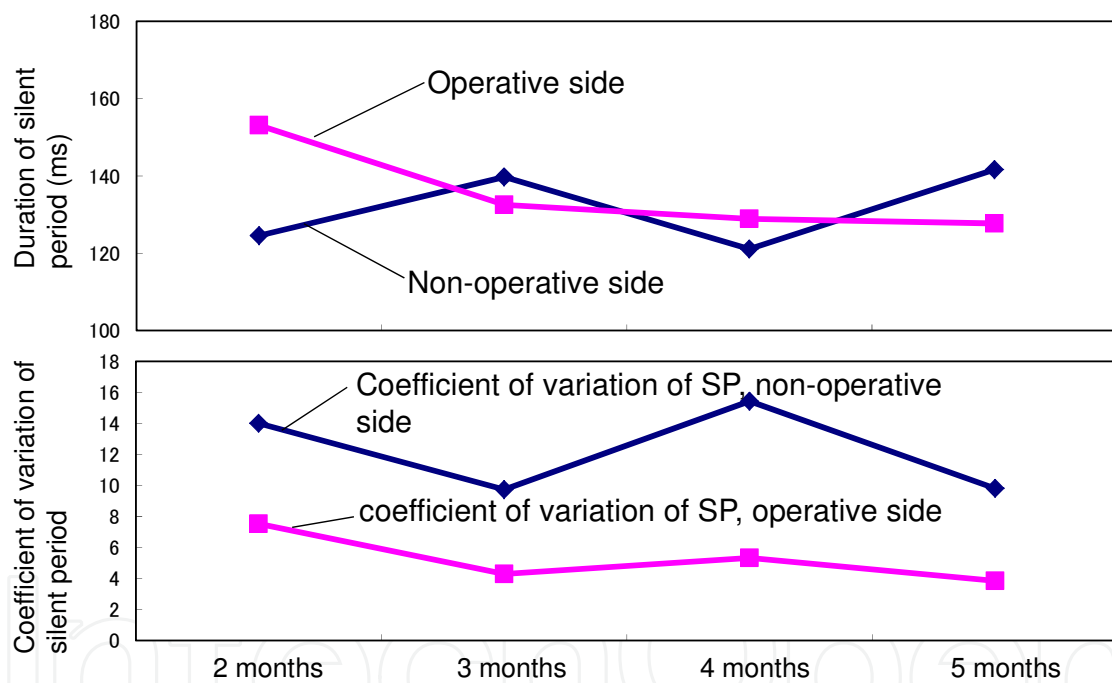 180
160
140
120
100
Duration of silent
period (ms)
Operative side
Non-operative side
18
16
14
12
10
8
6
4
2
0
Coefficient of variation of
silent period
Coefficient of variation of SP, non-operative
side
coefficient of variation of SP, operative side
2 months 3 months 4 months 5 months